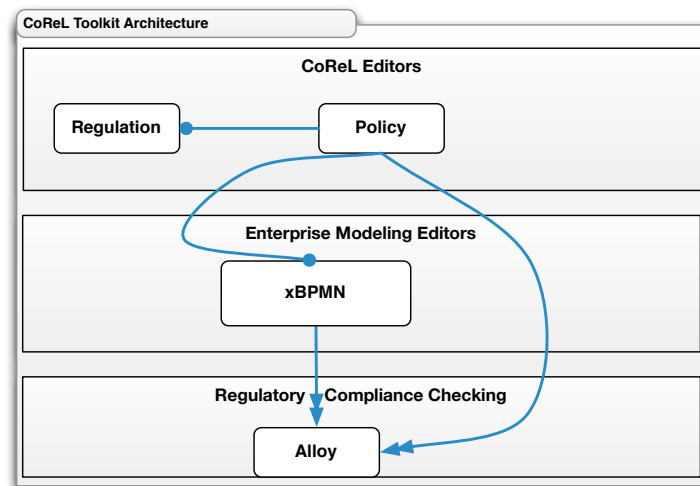 CoReL Toolkit Architecture
CoReL Editors
Regulation
Policy
Enterprise Modeling Editors
xBPMN
Regulatory Compliance Checking
Alloy